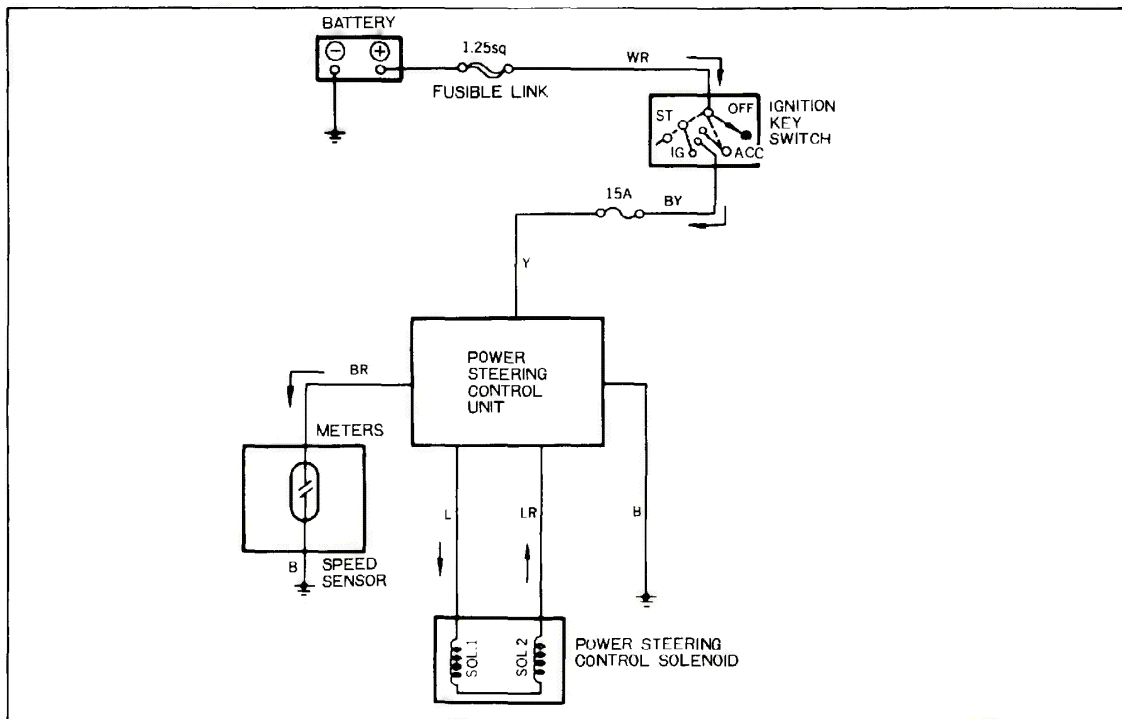 BATTERY
1.25sq
WR
FUSIBLE LINK
ST
OFF
IG
ACC
IGNITION
KEY
SWITCH
15A
BY
Y
POWER
STEERING
CONTROL
UNIT
BR
METERS
L
LR
B
B
SPEED
SENSOR
SOL.1
SOL 2
POWER STEERING
CONTROL SOLENOID